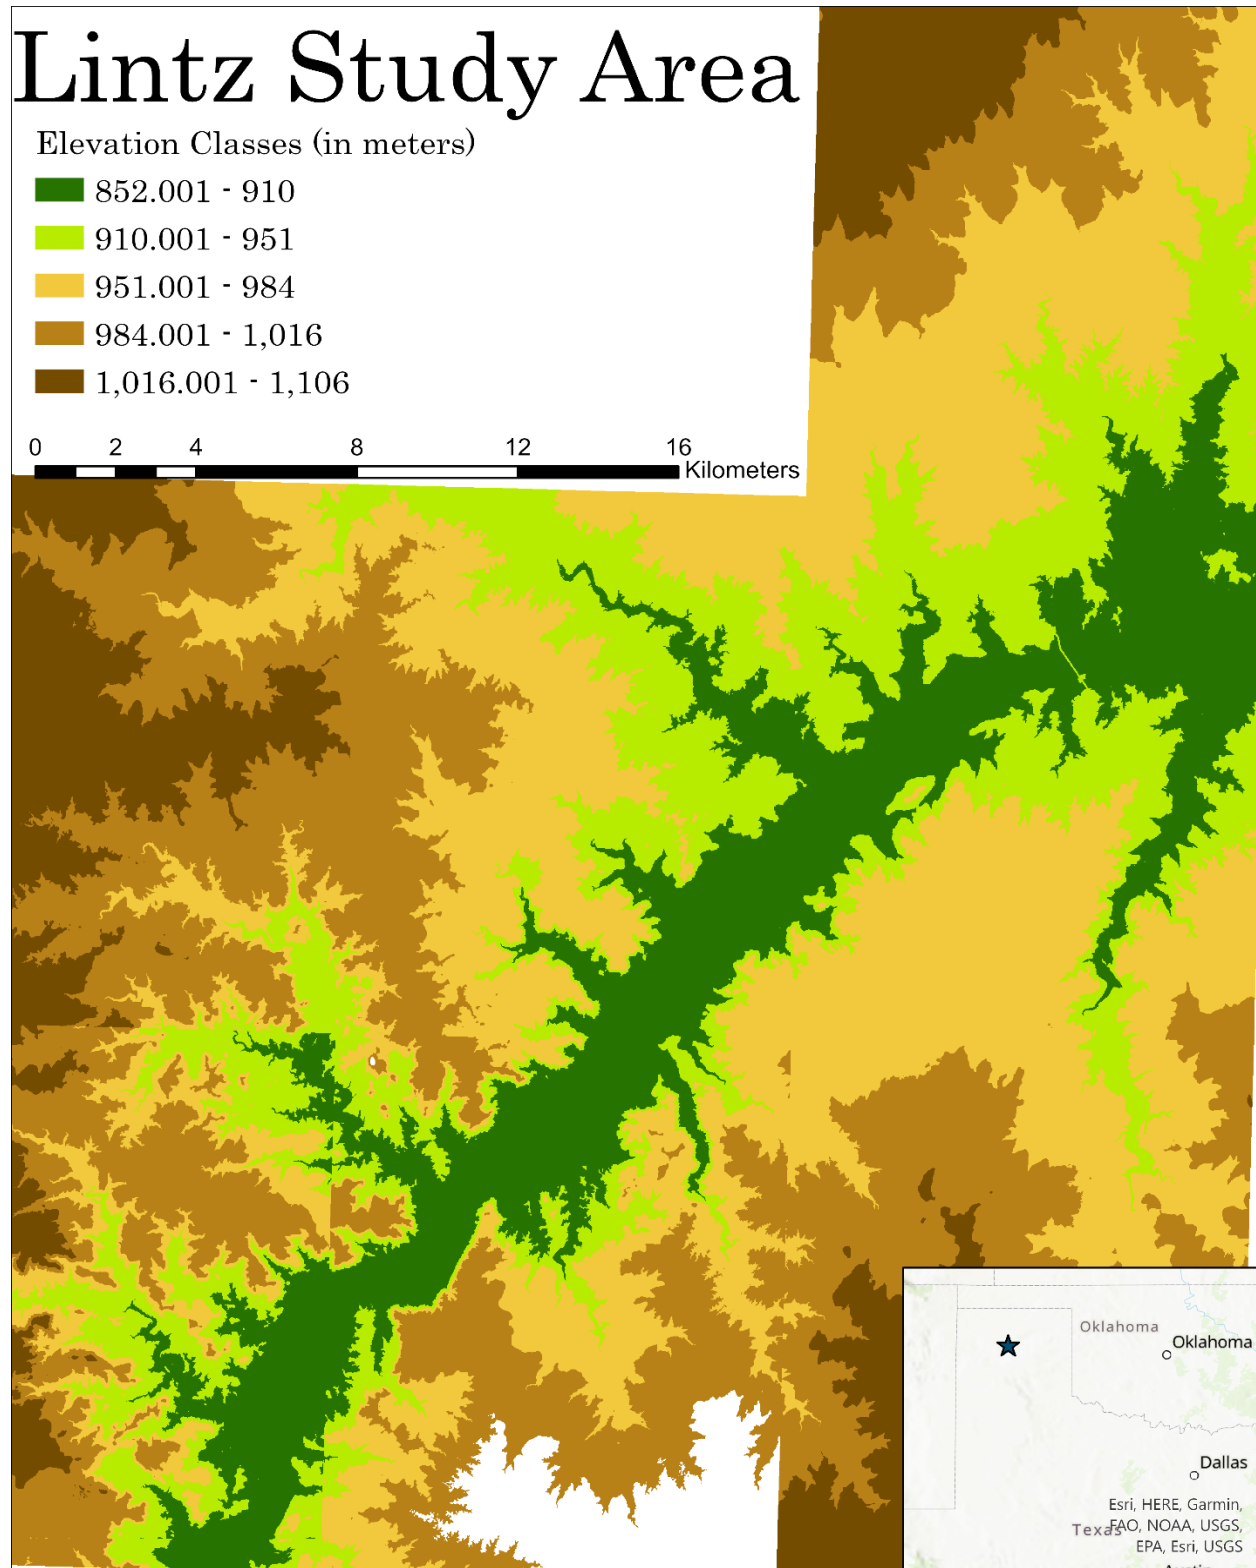 Lintz Study Area
Elevation Classes (in meters)
852.001 - 910
910.001 - 951
951.001 - 984
984.001 - 1,016
1,016.001 - 1,106
0 2 4 8 12 16
Kilometers
Oklahoma
Oklahoma
Dallas
Texas
Esri, HERE, Garmin,
FAO, NOAA, USGS,
EPA, Esri, USGS